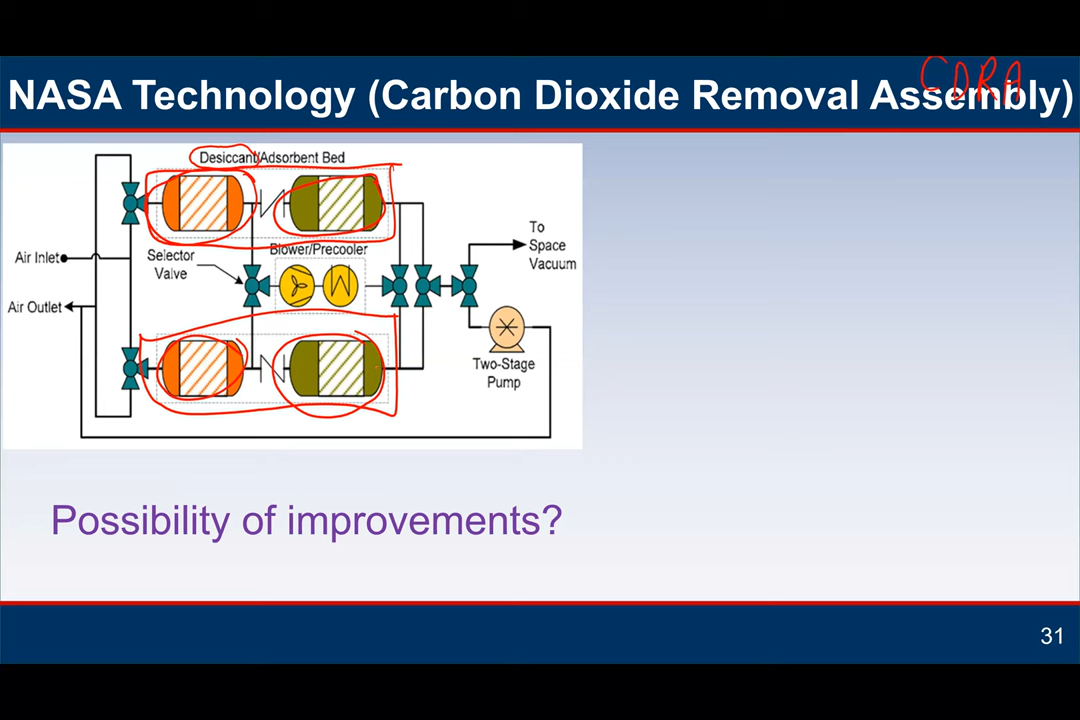 CDRA
NASA Technology (Carbon Dioxide Removal Assembly)
Desiccant/Adsorbent Bed
To
Space
Vacuum
Air Inlet
Selector
Valve
Blower/Precooler
Air Outlet
Two-Stage
Pump
Possibility of improvements?
31